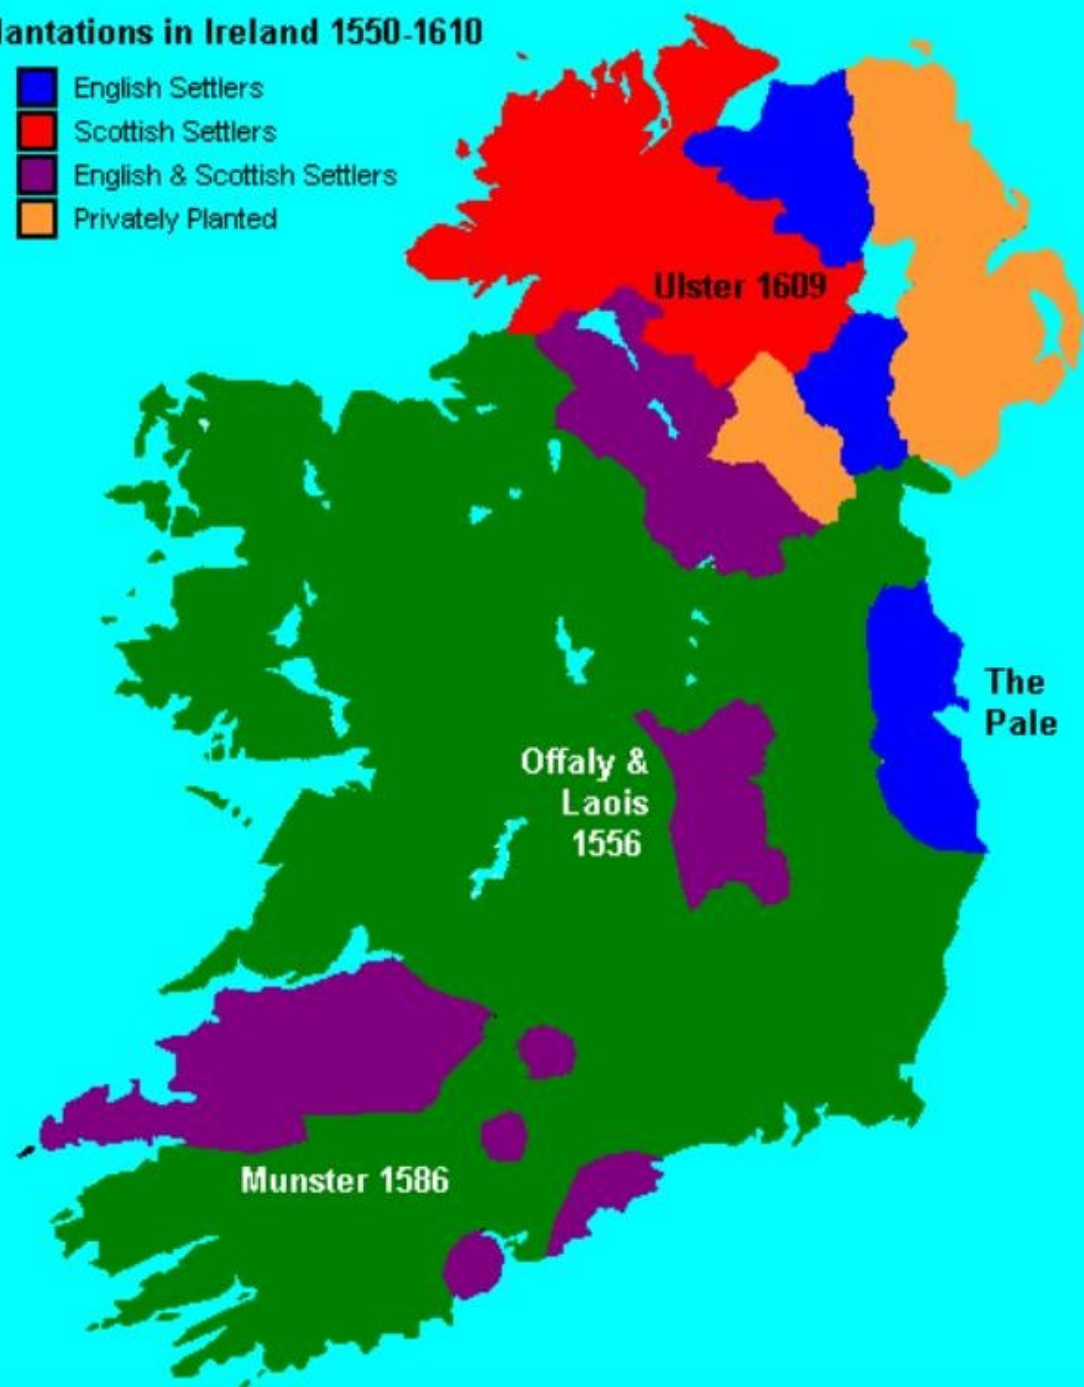 lantations in Ireland 1550-1610
English Settlers
Scottish Settlers
English & Scottish Settlers
Privately Planted
Ulster 1609
The
Pale
Offaly &
Laois
1556
Munster 1586